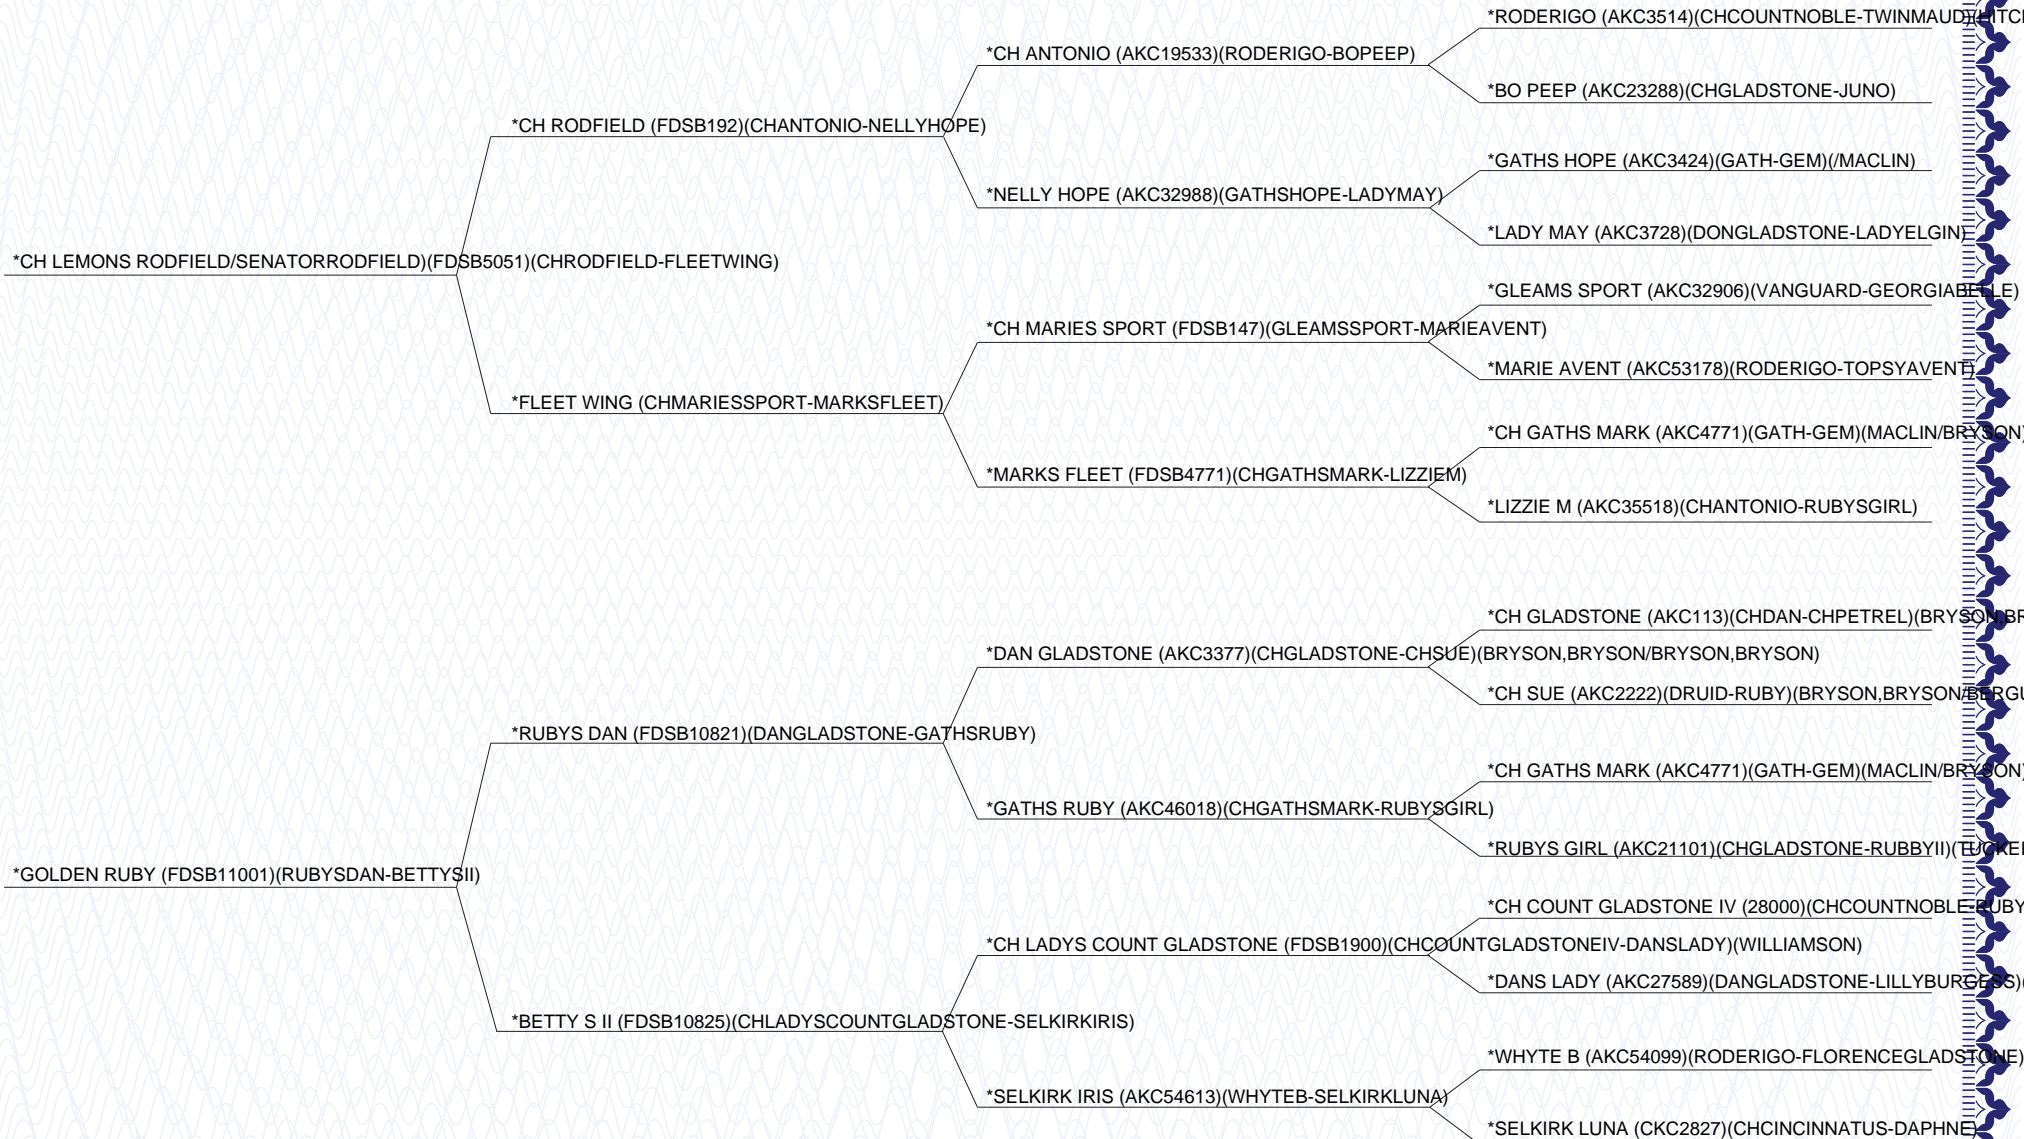 *RODERIGO (AKC3514)(CHCOUNTNOBLE-TWINMAUD)
*CH ANTONIO (AKC19533)(RODERIGO-BOPEEP)
*BO PEEP (AKC23288)(CHGLADSTONE-JUNO)
*CH RODFIELD (FDSB192)(CHANTONIO-NELLYHOPE)
*GATHS HOPE (AKC3424)(GATH-GEM)(/MACLIN)
*NELLY HOPE (AKC32988)(GATHSHOPE-LADYMAY)
*LADY MAY (AKC3728)(DONGLADSTONE-LADYELGIN)
*CH LEMONS RODFIELD/SENATORRODFIELD)(FDSB5051)(CHRODFIELD-FLEETWING)
*GLEAMS SPORT (AKC32906)(VANGUARD-GEORGIABELLE)
*CH MARIES SPORT (FDSB147)(GLEAMSSPORT-MARIEAVENT)
*MARIE AVENT (AKC53178)(RODERIGO-TOPSYAVENT)
*FLEET WING (CHMARIESSPORT-MARKSFLEET)
*CH GATHS MARK (AKC4771)(GATH-GEM)(MACLIN/BRYSON)
*MARKS FLEET (FDSB4771)(CHGATHSMARK-LIZZIEM)
*LIZZIE M (AKC35518)(CHANTONIO-RUBYSGIRL)
*CH GLADSTONE (AKC113)(CHDAN-CHPETREL)(BRYSON,BR
*DAN GLADSTONE (AKC3377)(CHGLADSTONE-CHSUE)(BRYSON,BRYSON/BRYSON,BRYSON)
*CH SUE (AKC2222)(DRUID-RUBY)(BRYSON,BRYSON/BERGU
*RUBYS DAN (FDSB10821)(DANGLADSTONE-GATHSRUBY)
*CH GATHS MARK (AKC4771)(GATH-GEM)(MACLIN/BRYSON)
*GATHS RUBY (AKC46018)(CHGATHSMARK-RUBYSGIRL)
*RUBYS GIRL (AKC21101)(CHGLADSTONE-RUBBYII)(TUCKER
*GOLDEN RUBY (FDSB11001)(RUBYSDAN-BETTYSII)
*CH COUNT GLADSTONE IV (28000)(CHCOUNTNOBLE-RUBY
*CH LADYS COUNT GLADSTONE (FDSB1900)(CHCOUNTGLADSTONEIV-DANSLADY)(WILLIAMSON)
*DANS LADY (AKC27589)(DANGLADSTONE-LILLYBURGESS)(
*BETTY S II (FDSB10825)(CHLADYSCOUNTGLADSTONE-SELKIRKIRIS)
*WHYTE B (AKC54099)(RODERIGO-FLORENCEGLADSTONE)
*SELKIRK IRIS (AKC54613)(WHYTEB-SELKIRKLUNA)
*SELKIRK LUNA (CKC2827)(CHCINCINNATUS-DAPHNE)